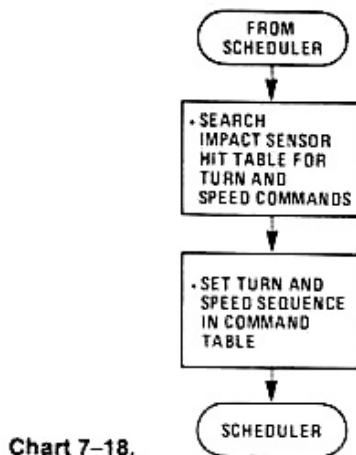 FROM
SCHEDULER
• SEARCH
IMPACT SENSOR
HIT TABLE FOR
TURN AND
SPEED COMMANDS
• SET TURN AND
SPEED SEQUENCE
IN COMMAND
TABLE
SCHEDULER
Chart 7–18.